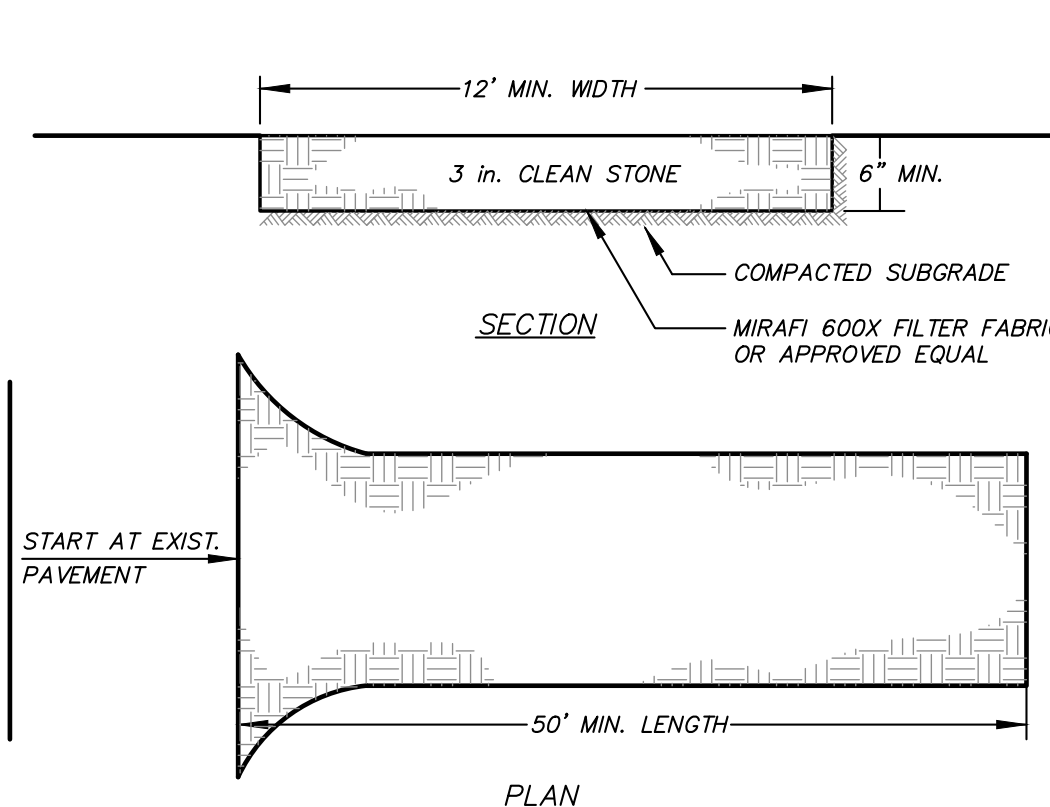 12' MIN. WIDTH
3 in. CLEAN STONE
6" MIN.
COMPACTED SUBGRADE
SECTION
MIRAFI 600X FILTER
OR APPROVED EQUAL
START AT EXIST.
PAVEMENT
50' MIN. LENGTH
PLAN